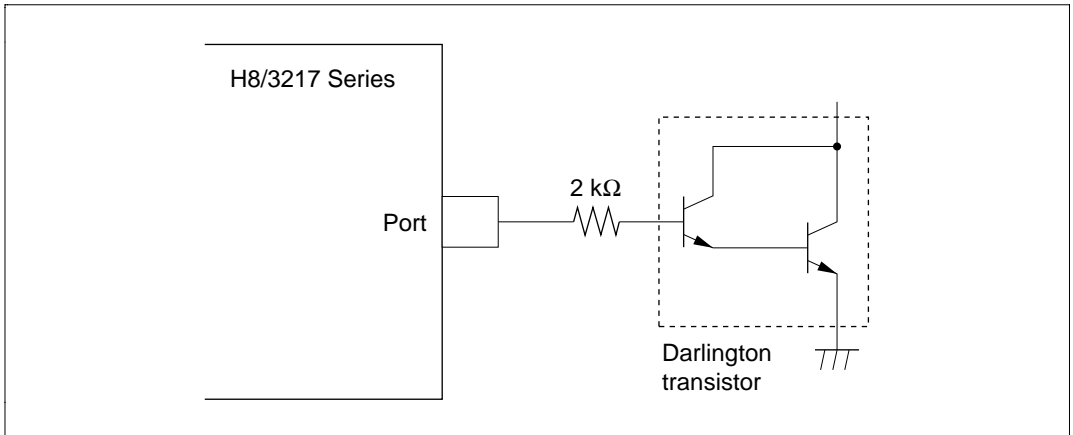 H8/3217 Series
2 kΩ
Port
Darlington
transistor